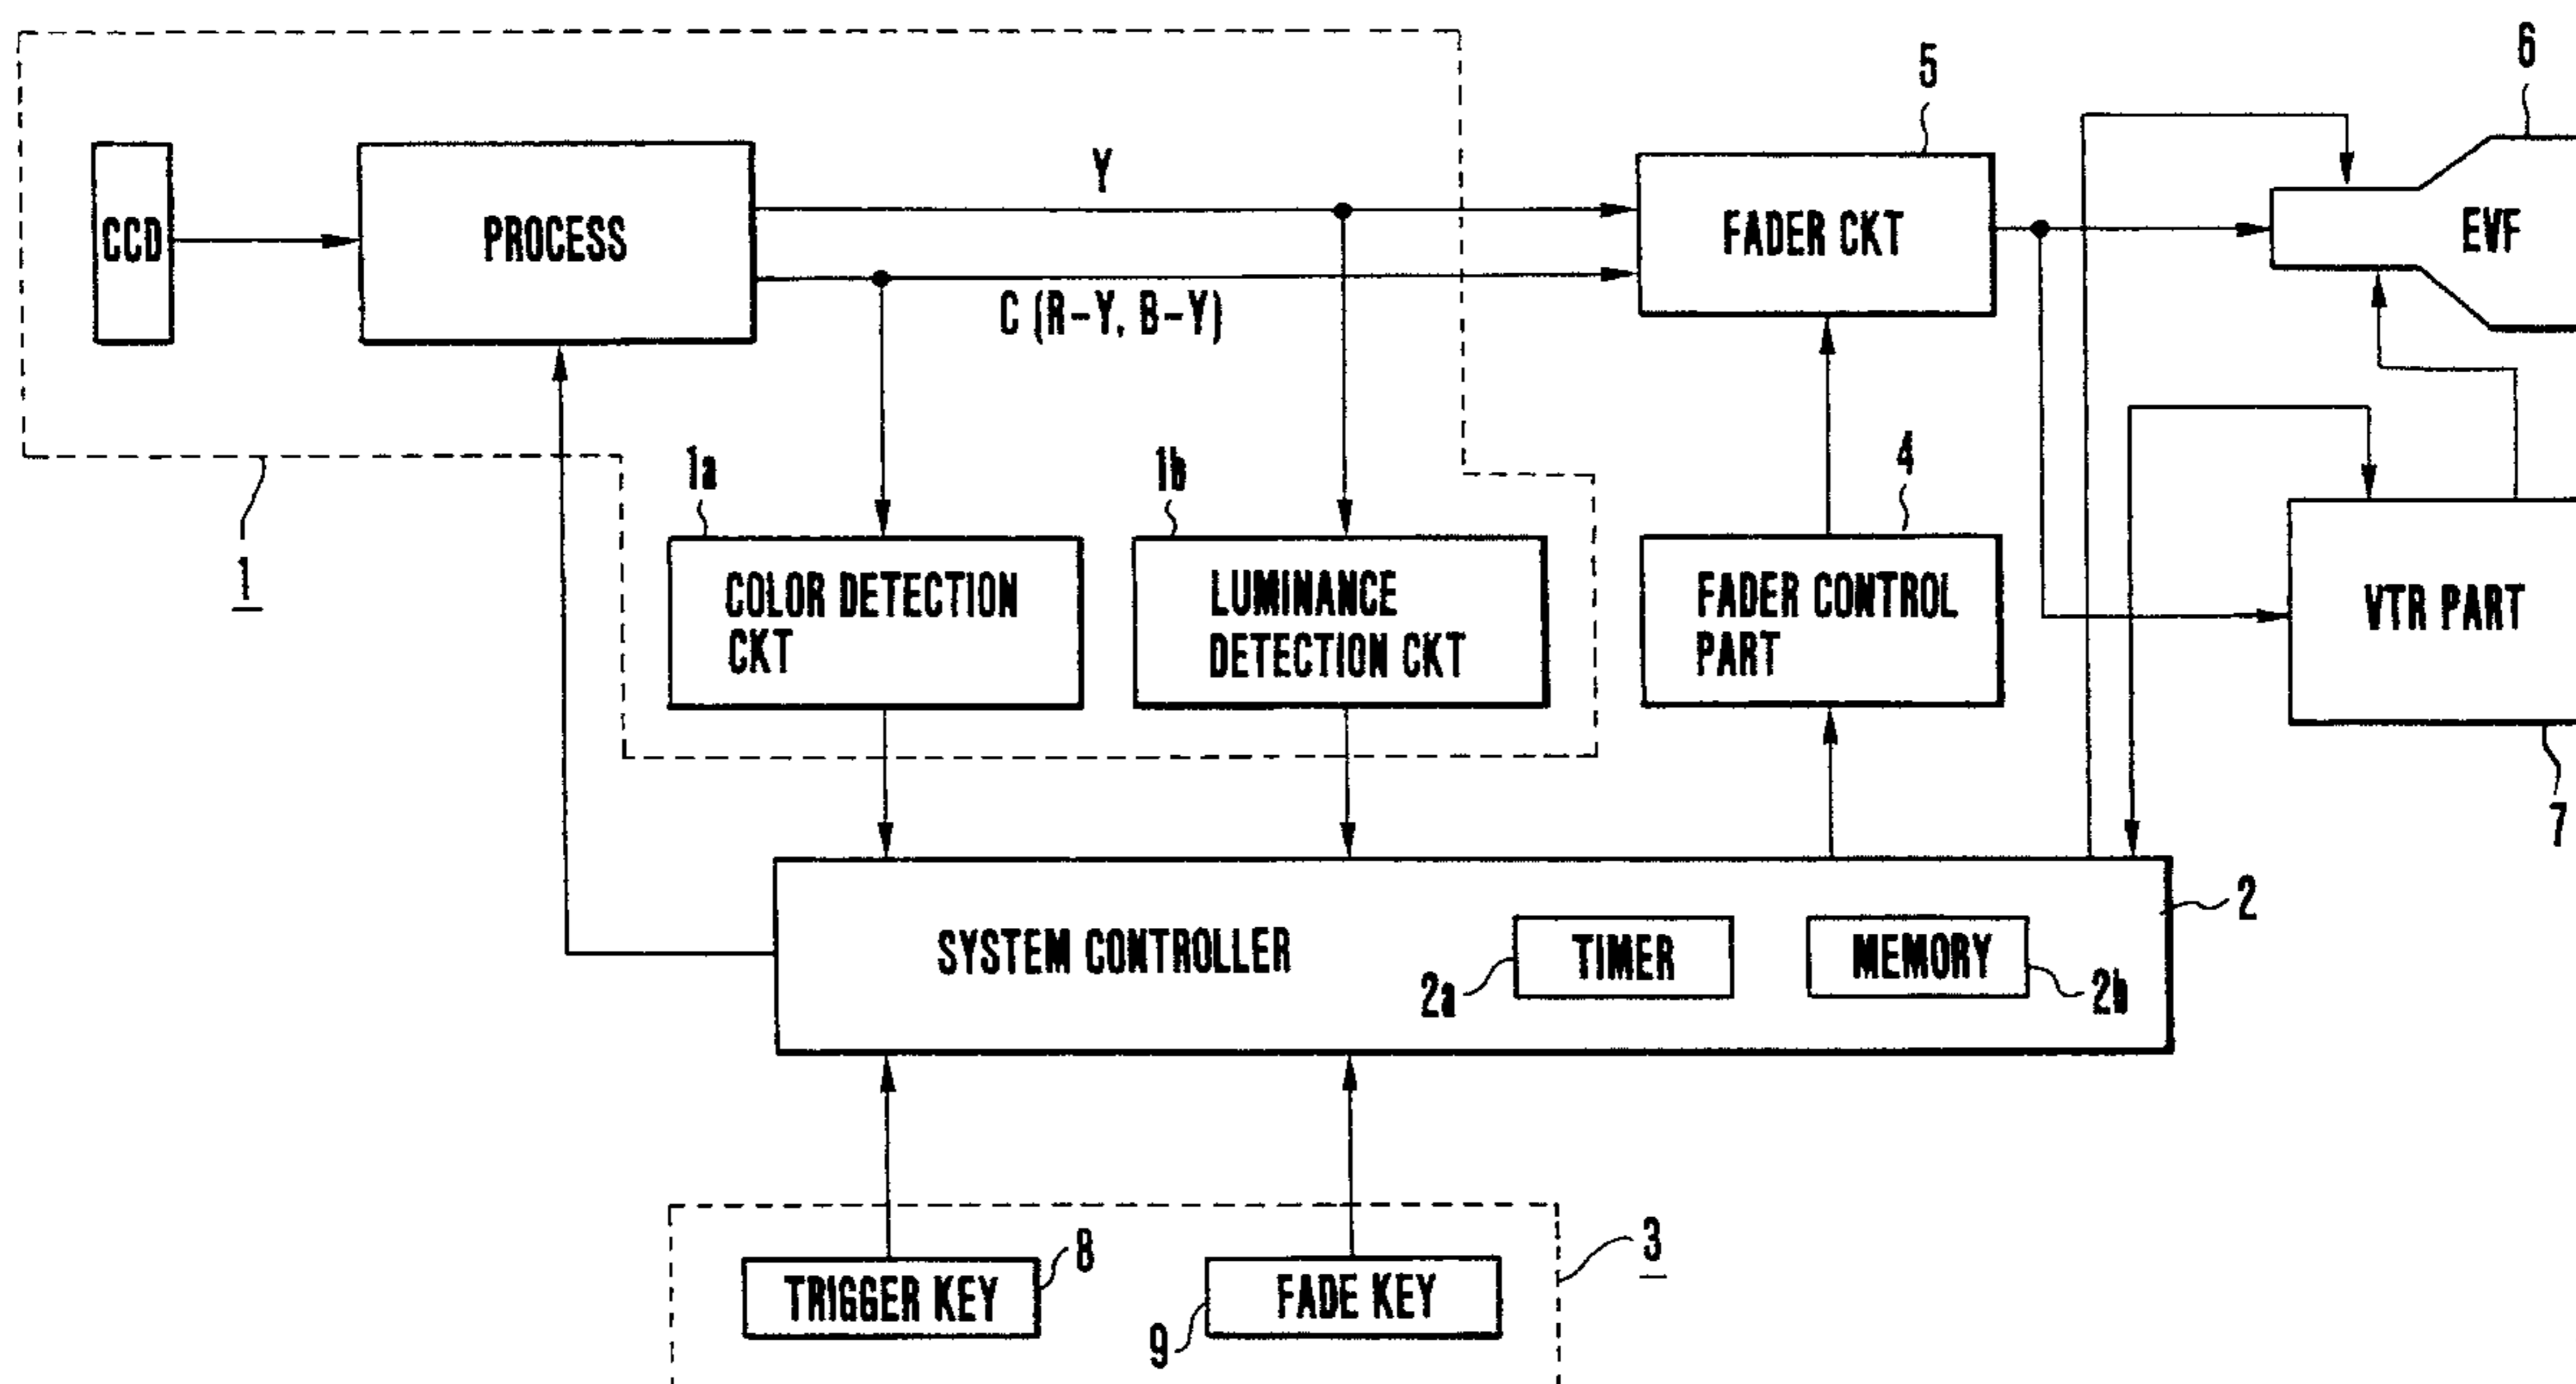 6
5
Y
CCD
PROCESS
FADER CKT
EVF
C (R-Y, B-Y)
1a
1b
4
1
COLOR DETECTION
CKT
LUMINANCE
DETECTION CKT
FADER CONTROL
PART
VTR PART
7
2
SYSTEM CONTROLLER
TIMER
MEMORY
2a
2b
3
8
TRIGGER KEY
FADE KEY
9